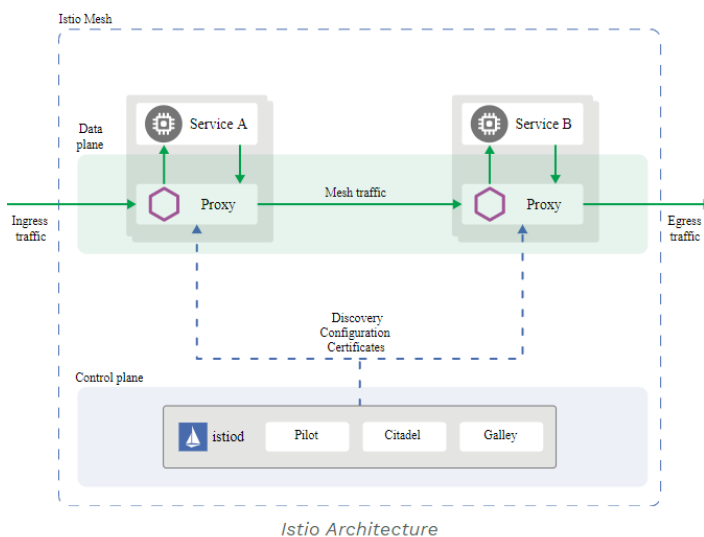 Istio Mesh
Service A
Service B
Data
plane
Proxy
Mesh traffic
Proxy
Ingress
traffic
Egress
traffic
Discovery
Configuration
Certificates
Control plane
istiod
Pilot
Citadel
Galley
Istio Architecture